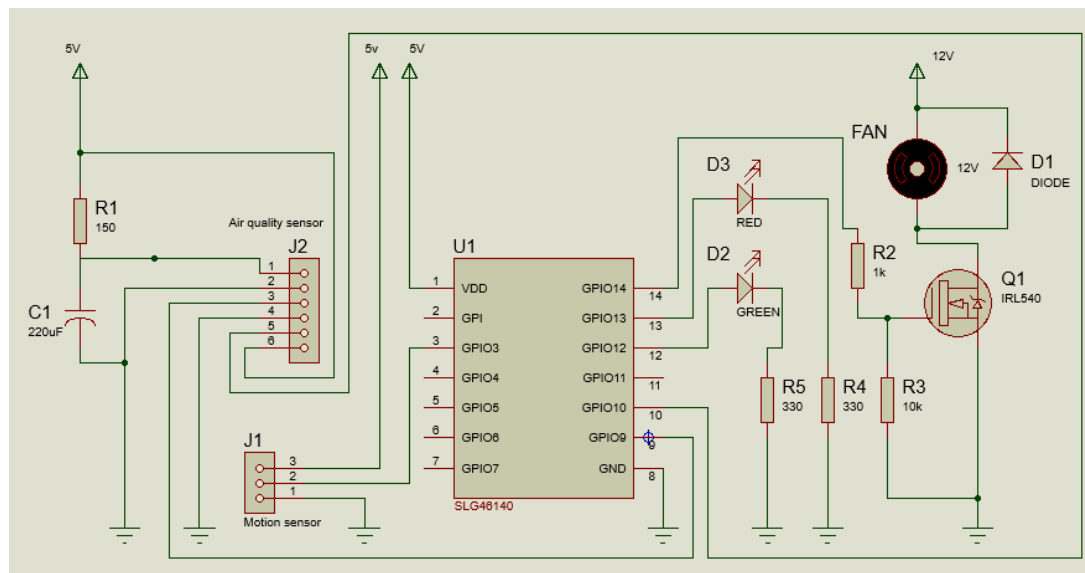 5V
5v
5V
12V
FAN
12V
D1
DIODE
D3
RED
R1
150
Air quality sensor
J2
1
2
3
4
5
6
U1
D2
GREEN
R2
1k
Q1
IRL540
C1
220uF
1
VDD
GPIO14
14
2
GPI
GPIO13
13
3
GPIO3
GPIO12
12
4
GPIO4
GPIO11
11
5
GPIO5
GPIO10
10
6
GPIO6
GPIO9
9
7
GPIO7
GND
8
SLG46140
R5
330
R4
330
R3
10k
J1
3
2
1
Motion sensor